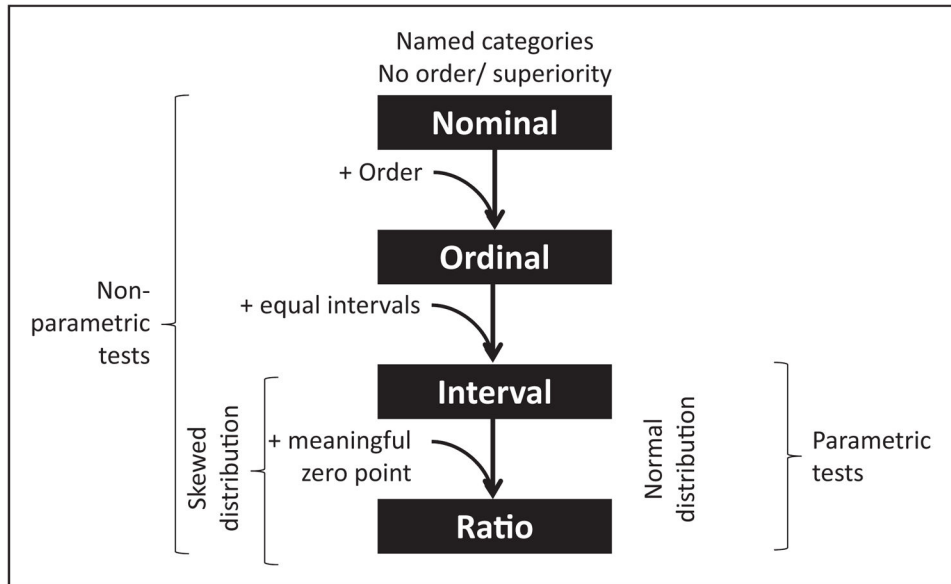 Named categories
No order/ superiority
Nominal
+ Order
Ordinal
Non-
parametric
tests
+ equal intervals
Interval
Skewed
distribution
+ meaningful
zero point
Normal
distribution
Parametric
tests
Ratio